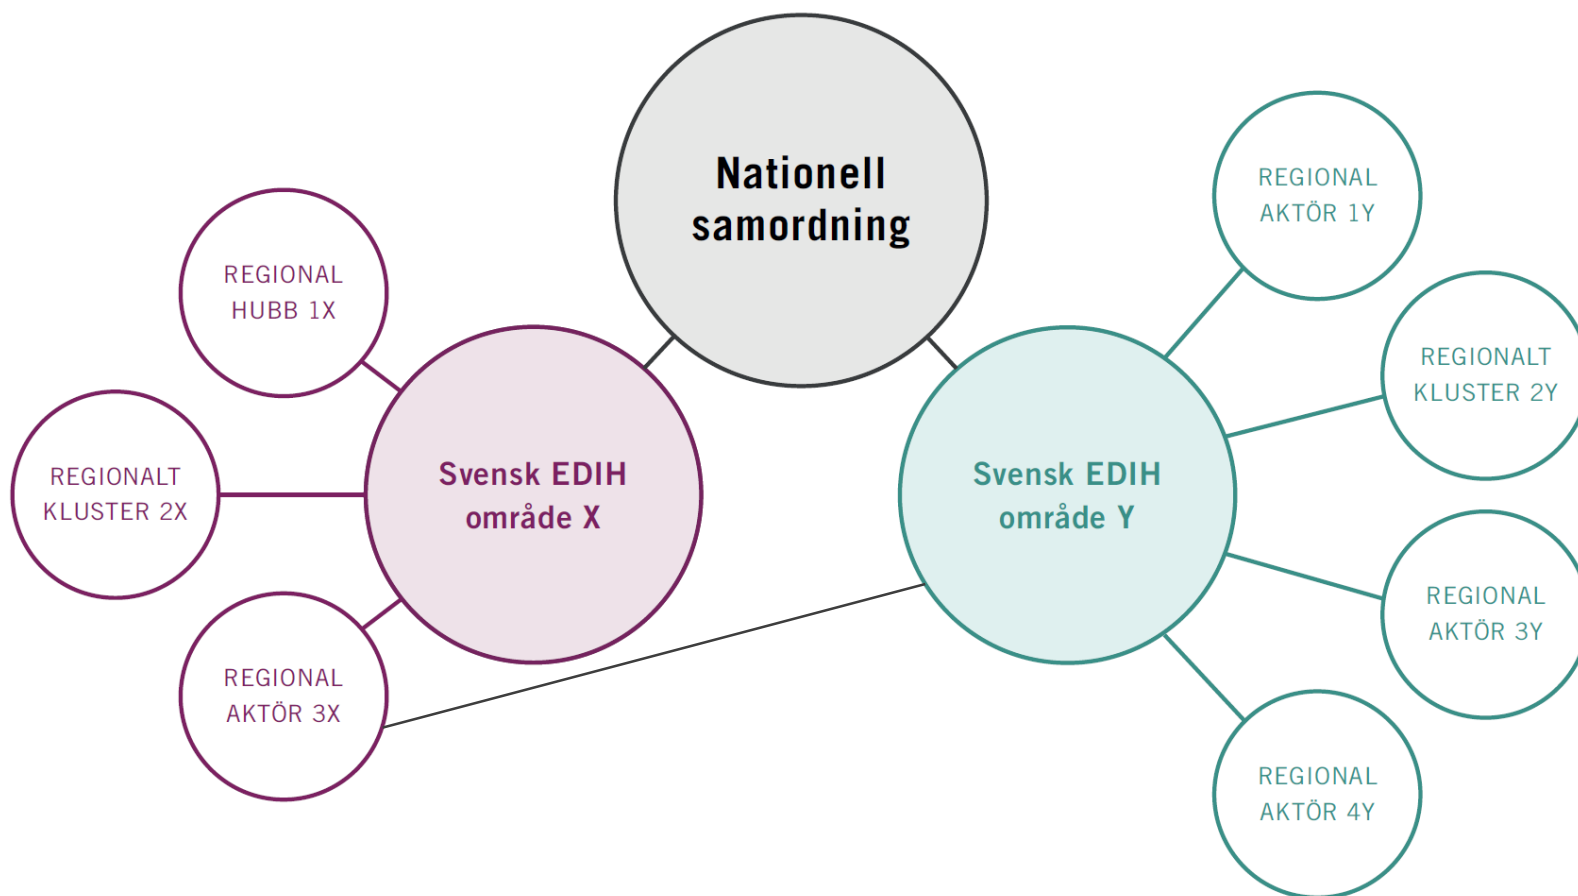 Nationell
samordning
REGIONAL
HUBB 1X
REGIONALT
KLUSTER 2X
REGIONAL
AKTÖR 3X
Svensk EDIH
område X
Svensk EDIH
område Y
REGIONAL
AKTÖR 1Y
REGIONALT
KLUSTER 2Y
REGIONAL
AKTÖR 3Y
REGIONAL
AKTÖR 4Y